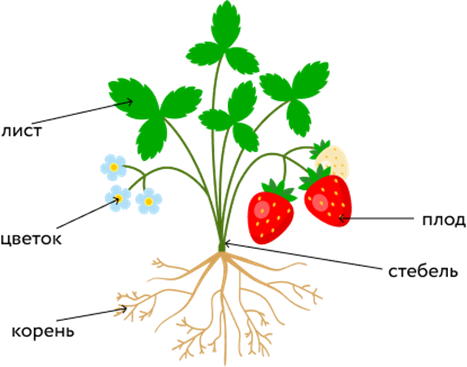 лист
цветок
плод
стебель
корень